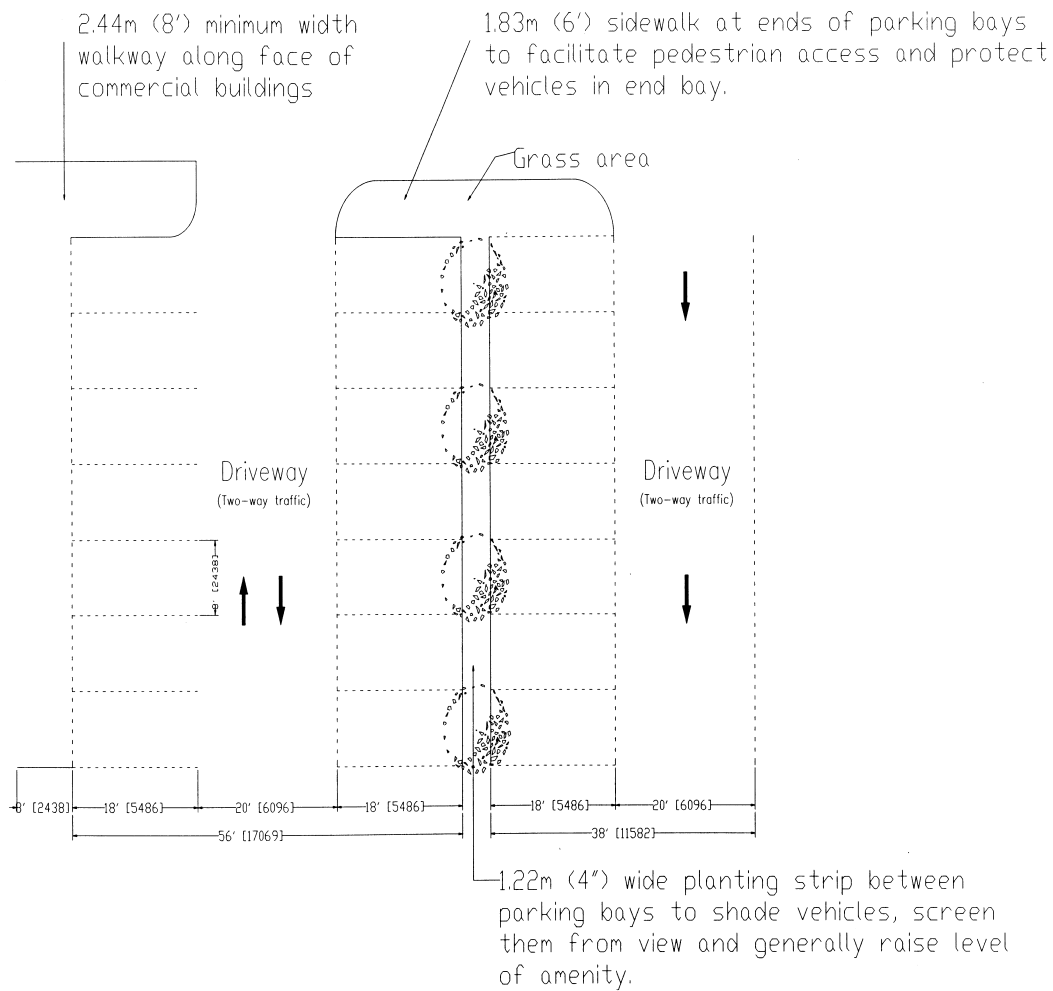 2.44m (8') minimum width
walkway along face of
commercial buildings
1.83m (6') sidewalk at ends of parking bays
to facilitate pedestrian access and protect
vehicles in end bay.
Grass area
Driveway
(Two-way traffic)
Driveway
(Two-way traffic)
8' [2438]
8' [2438]
18' [5486]
20' [6096]
18' [5486]
18' [5486]
20' [6096]
56' [17069]
38' [11582]
1.22m (4") wide planting strip between
parking bays to shade vehicles, screen
them from view and generally raise level
of amenity.